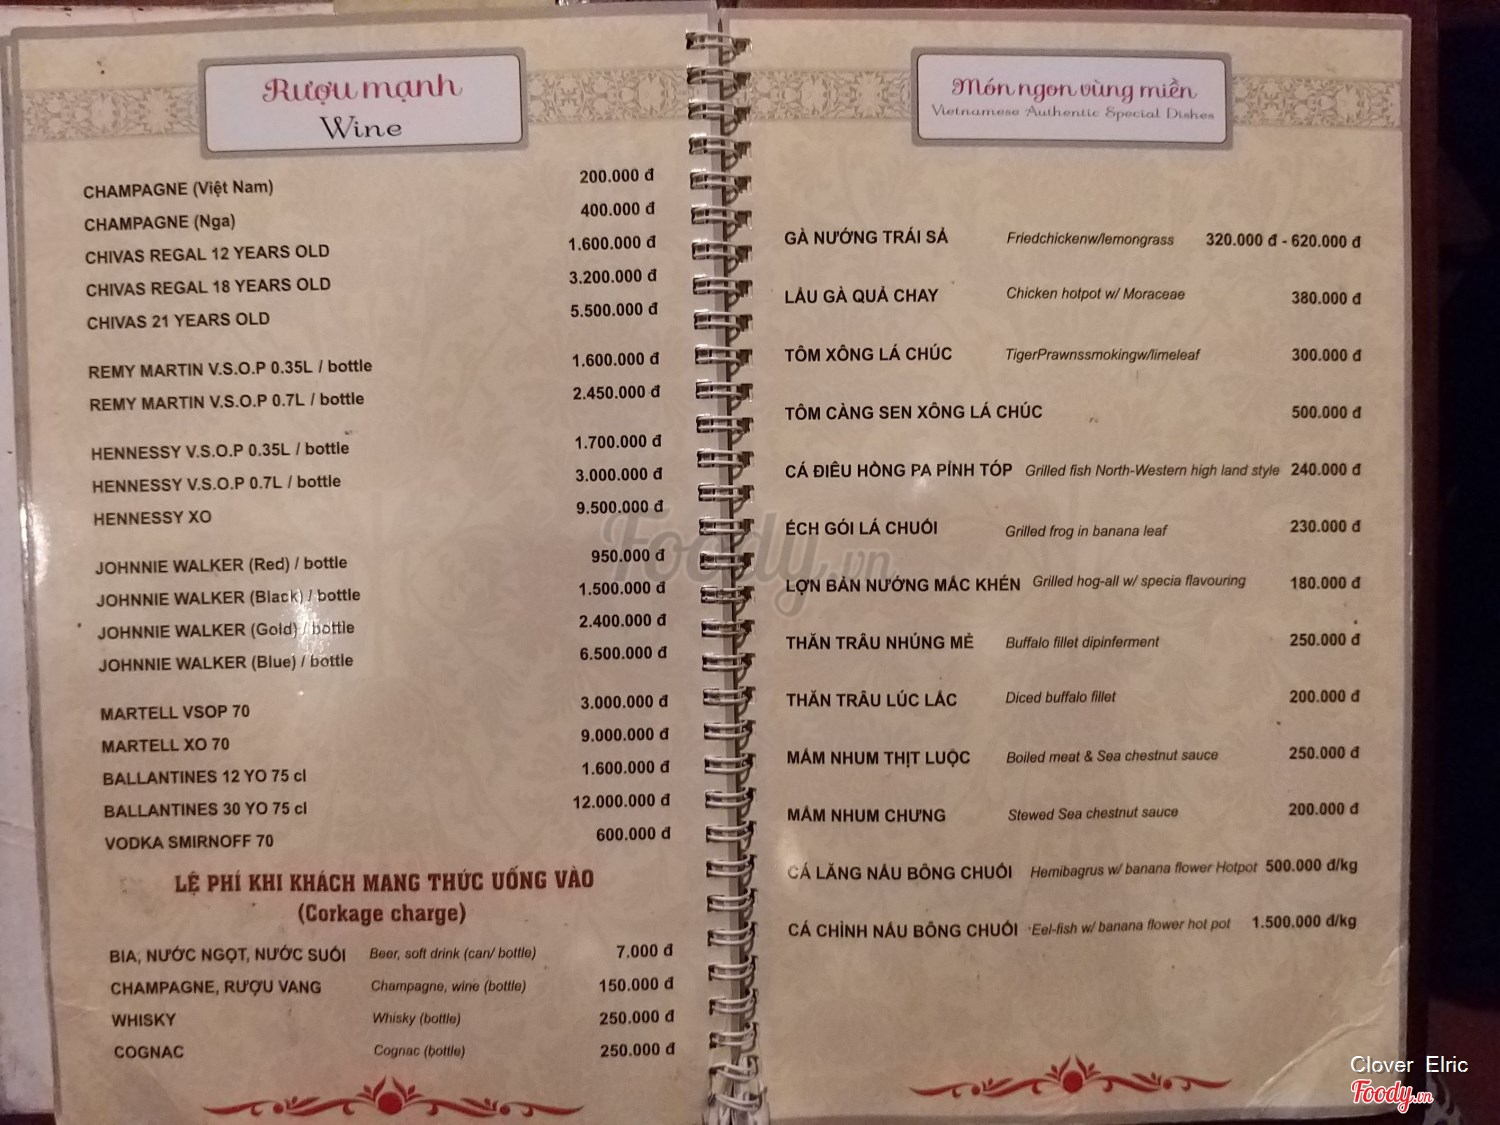 Rượu mạnh
Wine
CHAMPAGNE (Việt Nam) 200.000 đ
CHAMPAGNE (Nga) 400.000 đ
CHIVAS REGAL 12 YEARS OLD 1.600.000 đ
CHIVAS REGAL 18 YEARS OLD 3.200.000 đ
CHIVAS 21 YEARS OLD 5.500.000 đ
REMY MARTIN V.S.O.P 0.35L / bottle 1.600.000 đ
REMY MARTIN V.S.O.P 0.7L / bottle 2.450.000 đ
HENNESSY V.S.O.P 0.35L / bottle 1.700.000 đ
HENNESSY V.S.O.P 0.7L / bottle 3.000.000 đ
HENNESSY XO 9.500.000 đ
JOHNNIE WALKER (Red) / bottle 950.000 đ
JOHNNIE WALKER (Black) / bottle 1.500.000 đ
JOHNNIE WALKER (Gold) / bottle 2.400.000 đ
JOHNNIE WALKER (Blue) / bottle 6.500.000 đ
MARTELL VSOP 70 3.000.000 đ
MARTELL XO 70 9.000.000 đ
BALLANTINES 12 YO 75 cl 1.600.000 đ
BALLANTINES 30 YO 75 cl 12.000.000 đ
VODKA SMIRNOFF 70 600.000 đ
LỆ PHÍ KHI KHÁCH MANG THỨC UỐNG VÀO
(Corkage charge)
BIA, NƯỚC NGỌT, NƯỚC SUỐI Beer, soft drink (can/ bottle) 7.000 đ
CHAMPAGNE, RƯỢU VANG Champagne, wine (bottle) 150.000 đ
WHISKY Whisky (bottle) 250.000 đ
COGNAC Cognac (bottle) 250.000 đ
Món ngon vùng miền
Vietnamese Authentic Special Dishes
GÀ NƯỚNG TRÁI SẢ Friedchickenw/lemongrass 320.000 đ - 620.000 đ
LẨU GÀ QUẢ CHAY Chicken hotpot w/ Moraceae 380.000 đ
TÔM XÔNG LÁ CHÚC TigerPrawnssmokingw/limeleaf 300.000 đ
TÔM CÀNG SEN XÔNG LÁ CHÚC 500.000 đ
CÁ ĐIÊU HỒNG PA PỈNH TÓP Grilled fish North-Western high land style 240.000 đ
ẾCH GÓI LÁ CHUỐI Grilled frog in banana leaf 230.000 đ
LỢN BẢN NƯỚNG MẮC KHÉN Grilled hog-all w/ specia flavouring 180.000 đ
THĂN TRÂU NHÚNG MẺ Buffalo fillet dipinferment 250.000 đ
THĂN TRÂU LÚC LẮC Diced buffalo fillet 200.000 đ
MẮM NHUM THỊT LUỘC Boiled meat & Sea chestnut sauce 250.000 đ
MẮM NHUM CHƯNG Stewed Sea chestnut sauce 200.000 đ
CÁ LĂNG NẤU BÔNG CHUỐI Hemibagrus w/ banana flower Hotpot 500.000 đ/kg
CÁ CHÌNH NẤU BÔNG CHUỐI Eel-fish w/ banana flower hot pot 1.500.000 đ/kg
Foody.vn
Clover Elric
Foody.vn